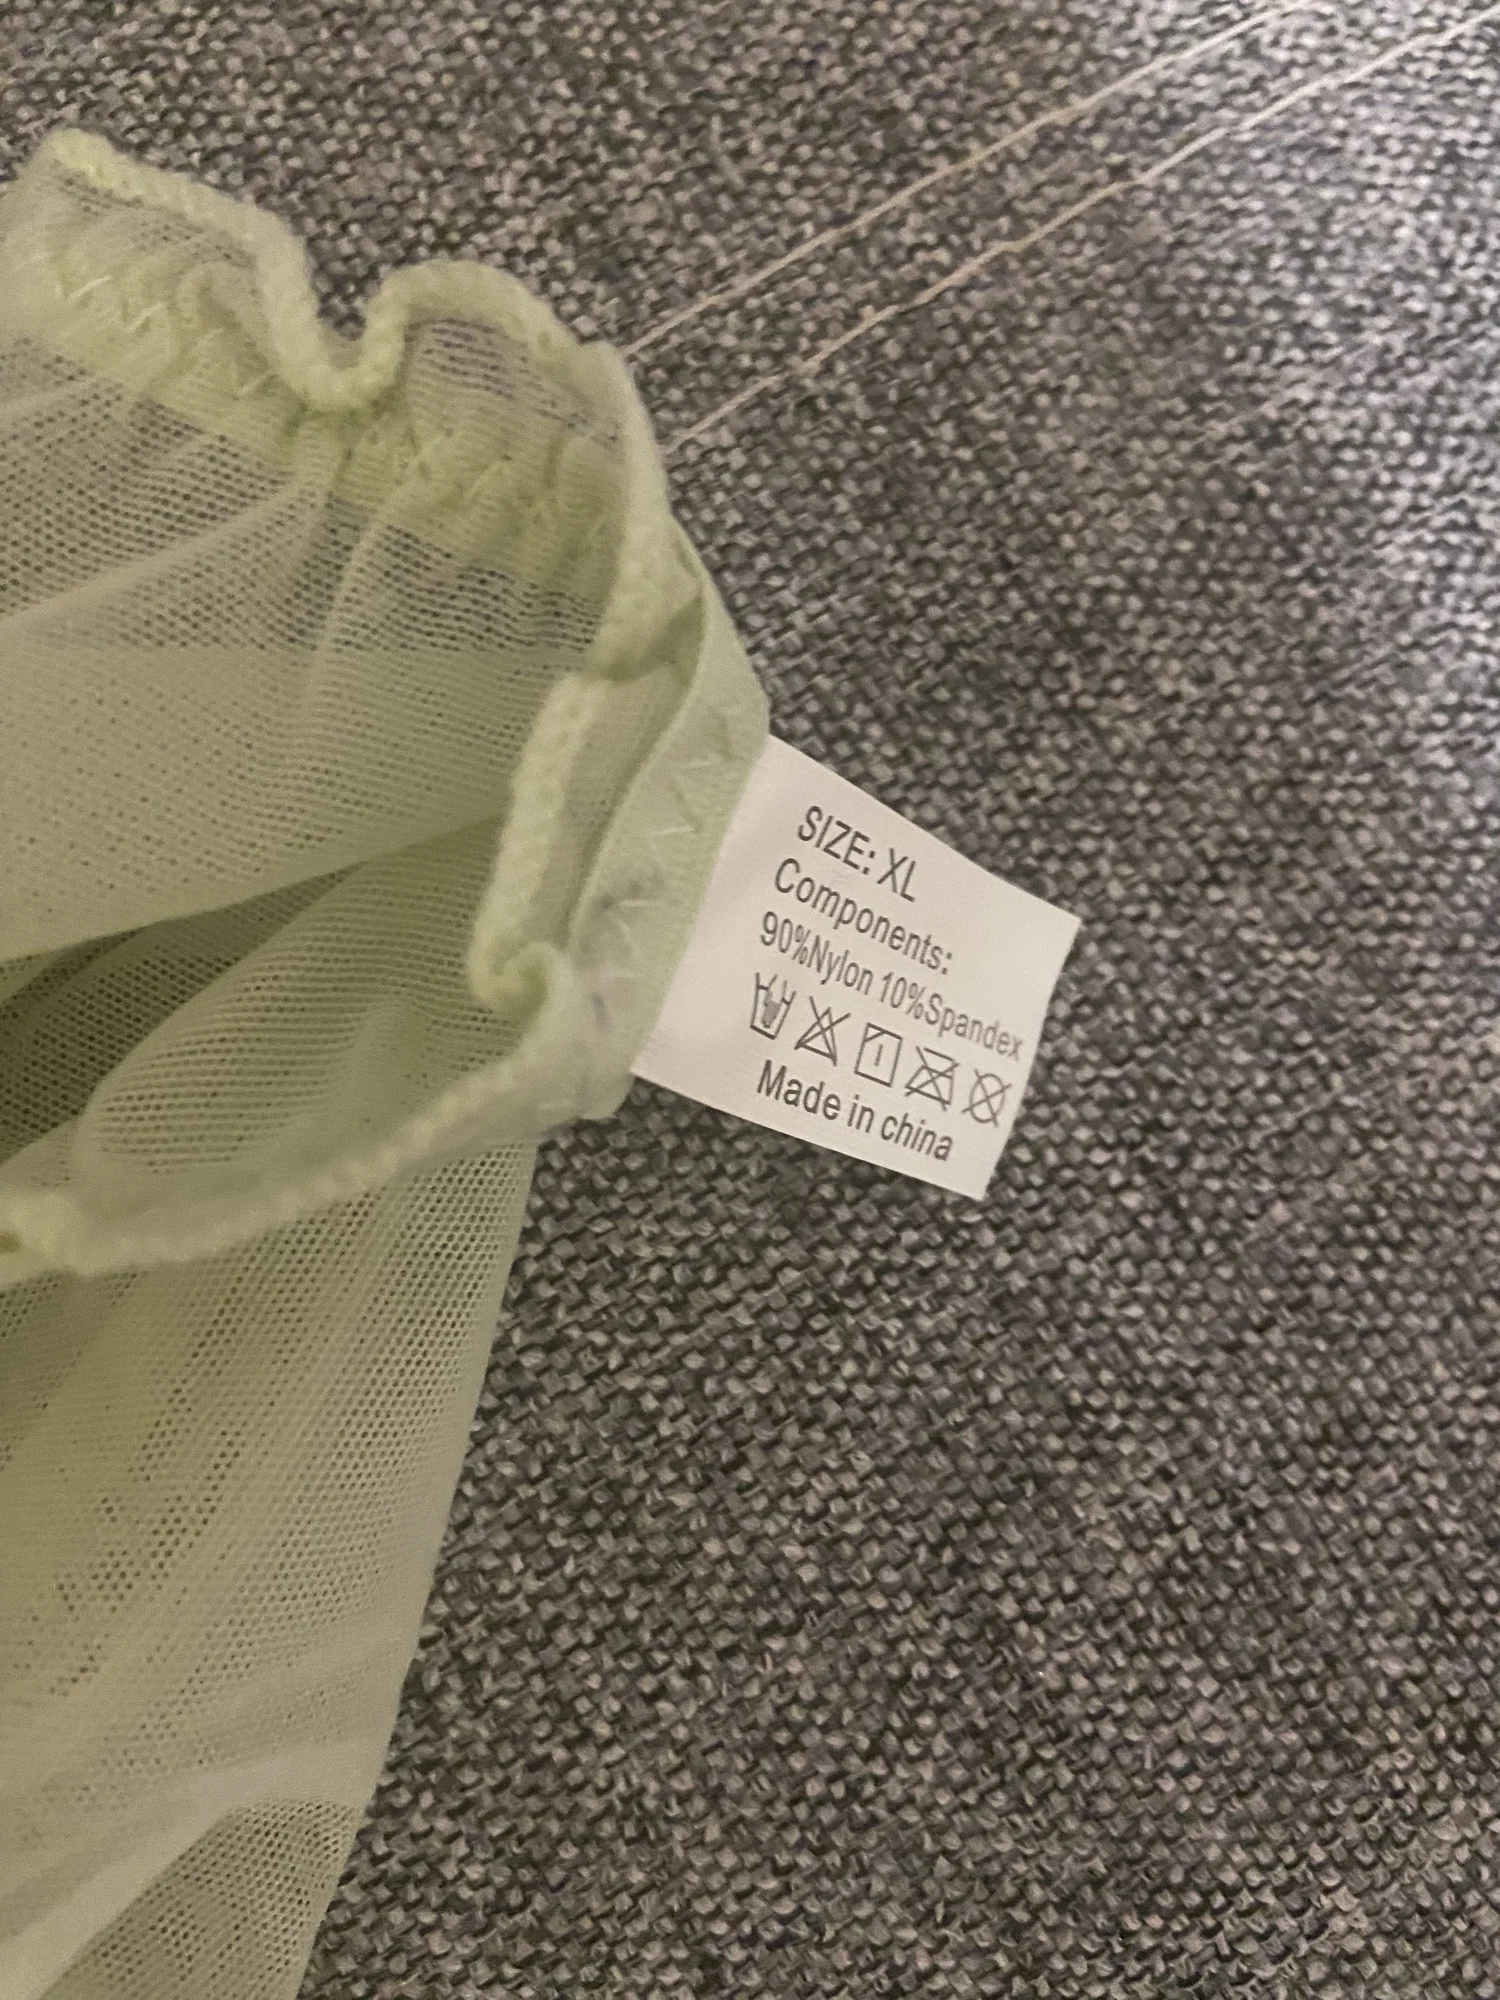 SIZE: XL
Components:
90%Nylon 10%Spandex
Made in china